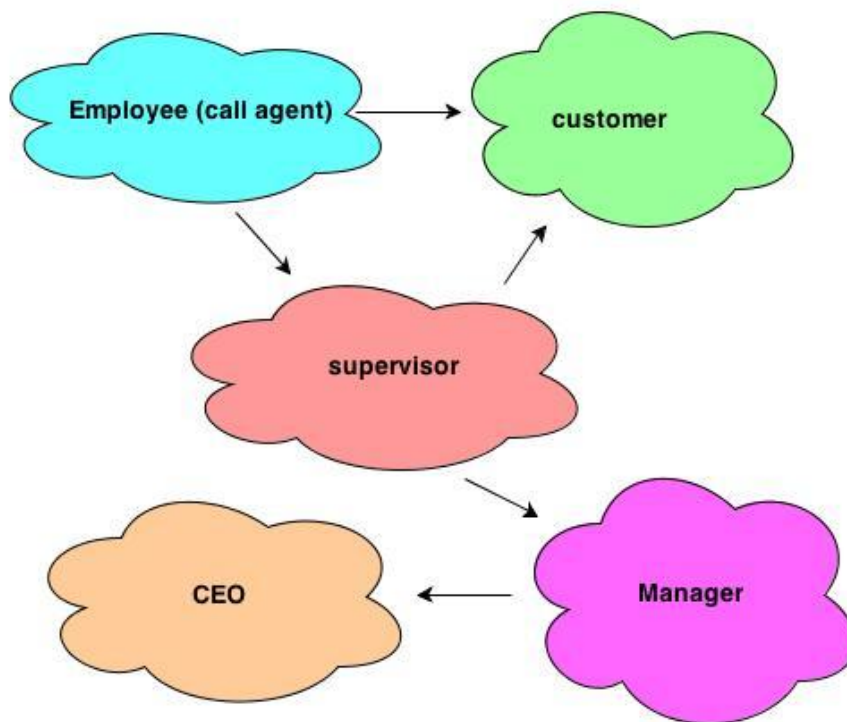 Employee (call agent)
customer
supervisor
CEO
Manager